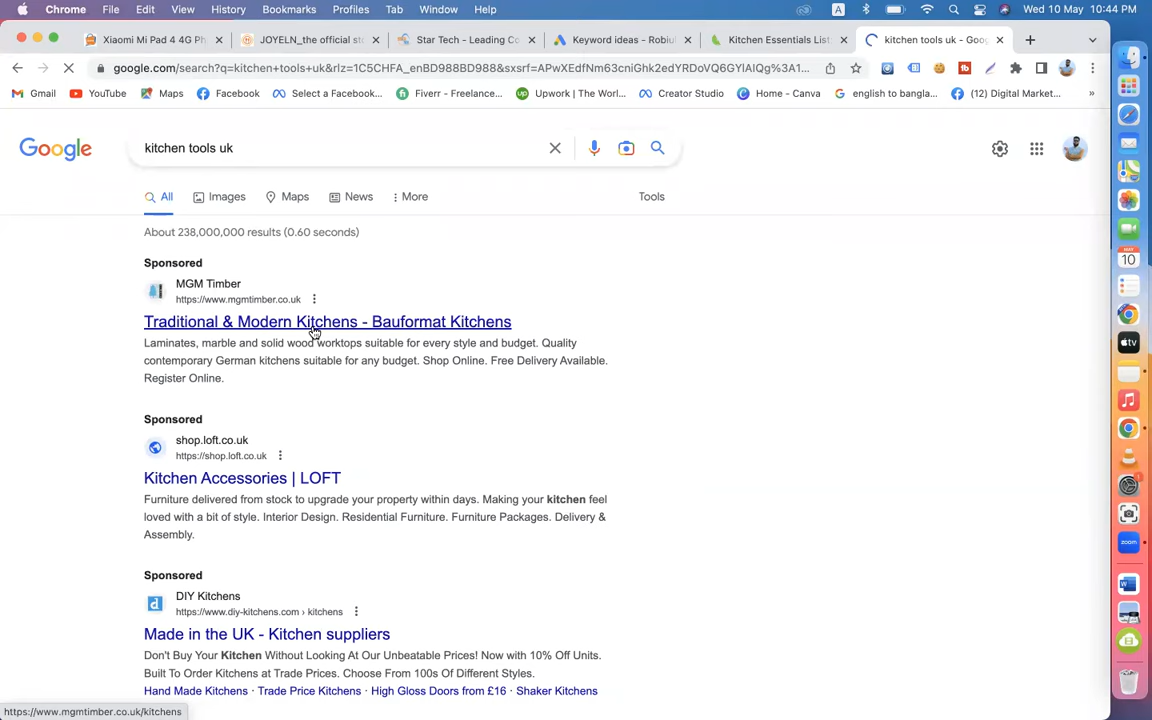 Chrome File Edit View History Bookmarks Profiles Tab Window Help A Wed 10 May 10:44 PM
Xiaomi Mi Pad 4 4G Ph JOYELN_the official st Star Tech - Leading Co Keyword ideas - Robiul Kitchen Essentials List: kitchen tools uk - Goo
google.com/search?q=kitchen+tools+uk&rlz=1C5CHFA_enBD988BD988&sxsrf=APwXEdfNm63cniGhk2edYRDoVQ6GYIAIQg%3A1...
Gmail YouTube Maps Facebook Select a Facebook... Fiverr - Freelance... Upwork | The Worl... Creator Studio Home - Canva english to bangla... (12) Digital Market... »
Google kitchen tools uk
All Images Maps News More Tools
About 238,000,000 results (0.60 seconds)
Sponsored
MGM Timber
https://www.mgmtimber.co.uk
Traditional & Modern Kitchens - Bauformat Kitchens
Laminates, marble and solid wood worktops suitable for every style and budget. Quality
contemporary German kitchens suitable for any budget. Shop Online. Free Delivery Available.
Register Online.
Sponsored
shop.loft.co.uk
https://shop.loft.co.uk
Kitchen Accessories | LOFT
Furniture delivered from stock to upgrade your property within days. Making your kitchen feel
loved with a bit of style. Interior Design. Residential Furniture. Furniture Packages. Delivery &
Assembly.
Sponsored
d DIY Kitchens
https://www.diy-kitchens.com › kitchens
Made in the UK - Kitchen suppliers
Don't Buy Your Kitchen Without Looking At Our Unbeatable Prices! Now with 10% Off Units.
Built To Order Kitchens at Trade Prices. Choose From 100s Of Different Styles.
Hand Made Kitchens · Trade Price Kitchens · High Gloss Doors from £16 · Shaker Kitchens
https://www.mgmtimber.co.uk/kitchens
10
tv
zoom
W